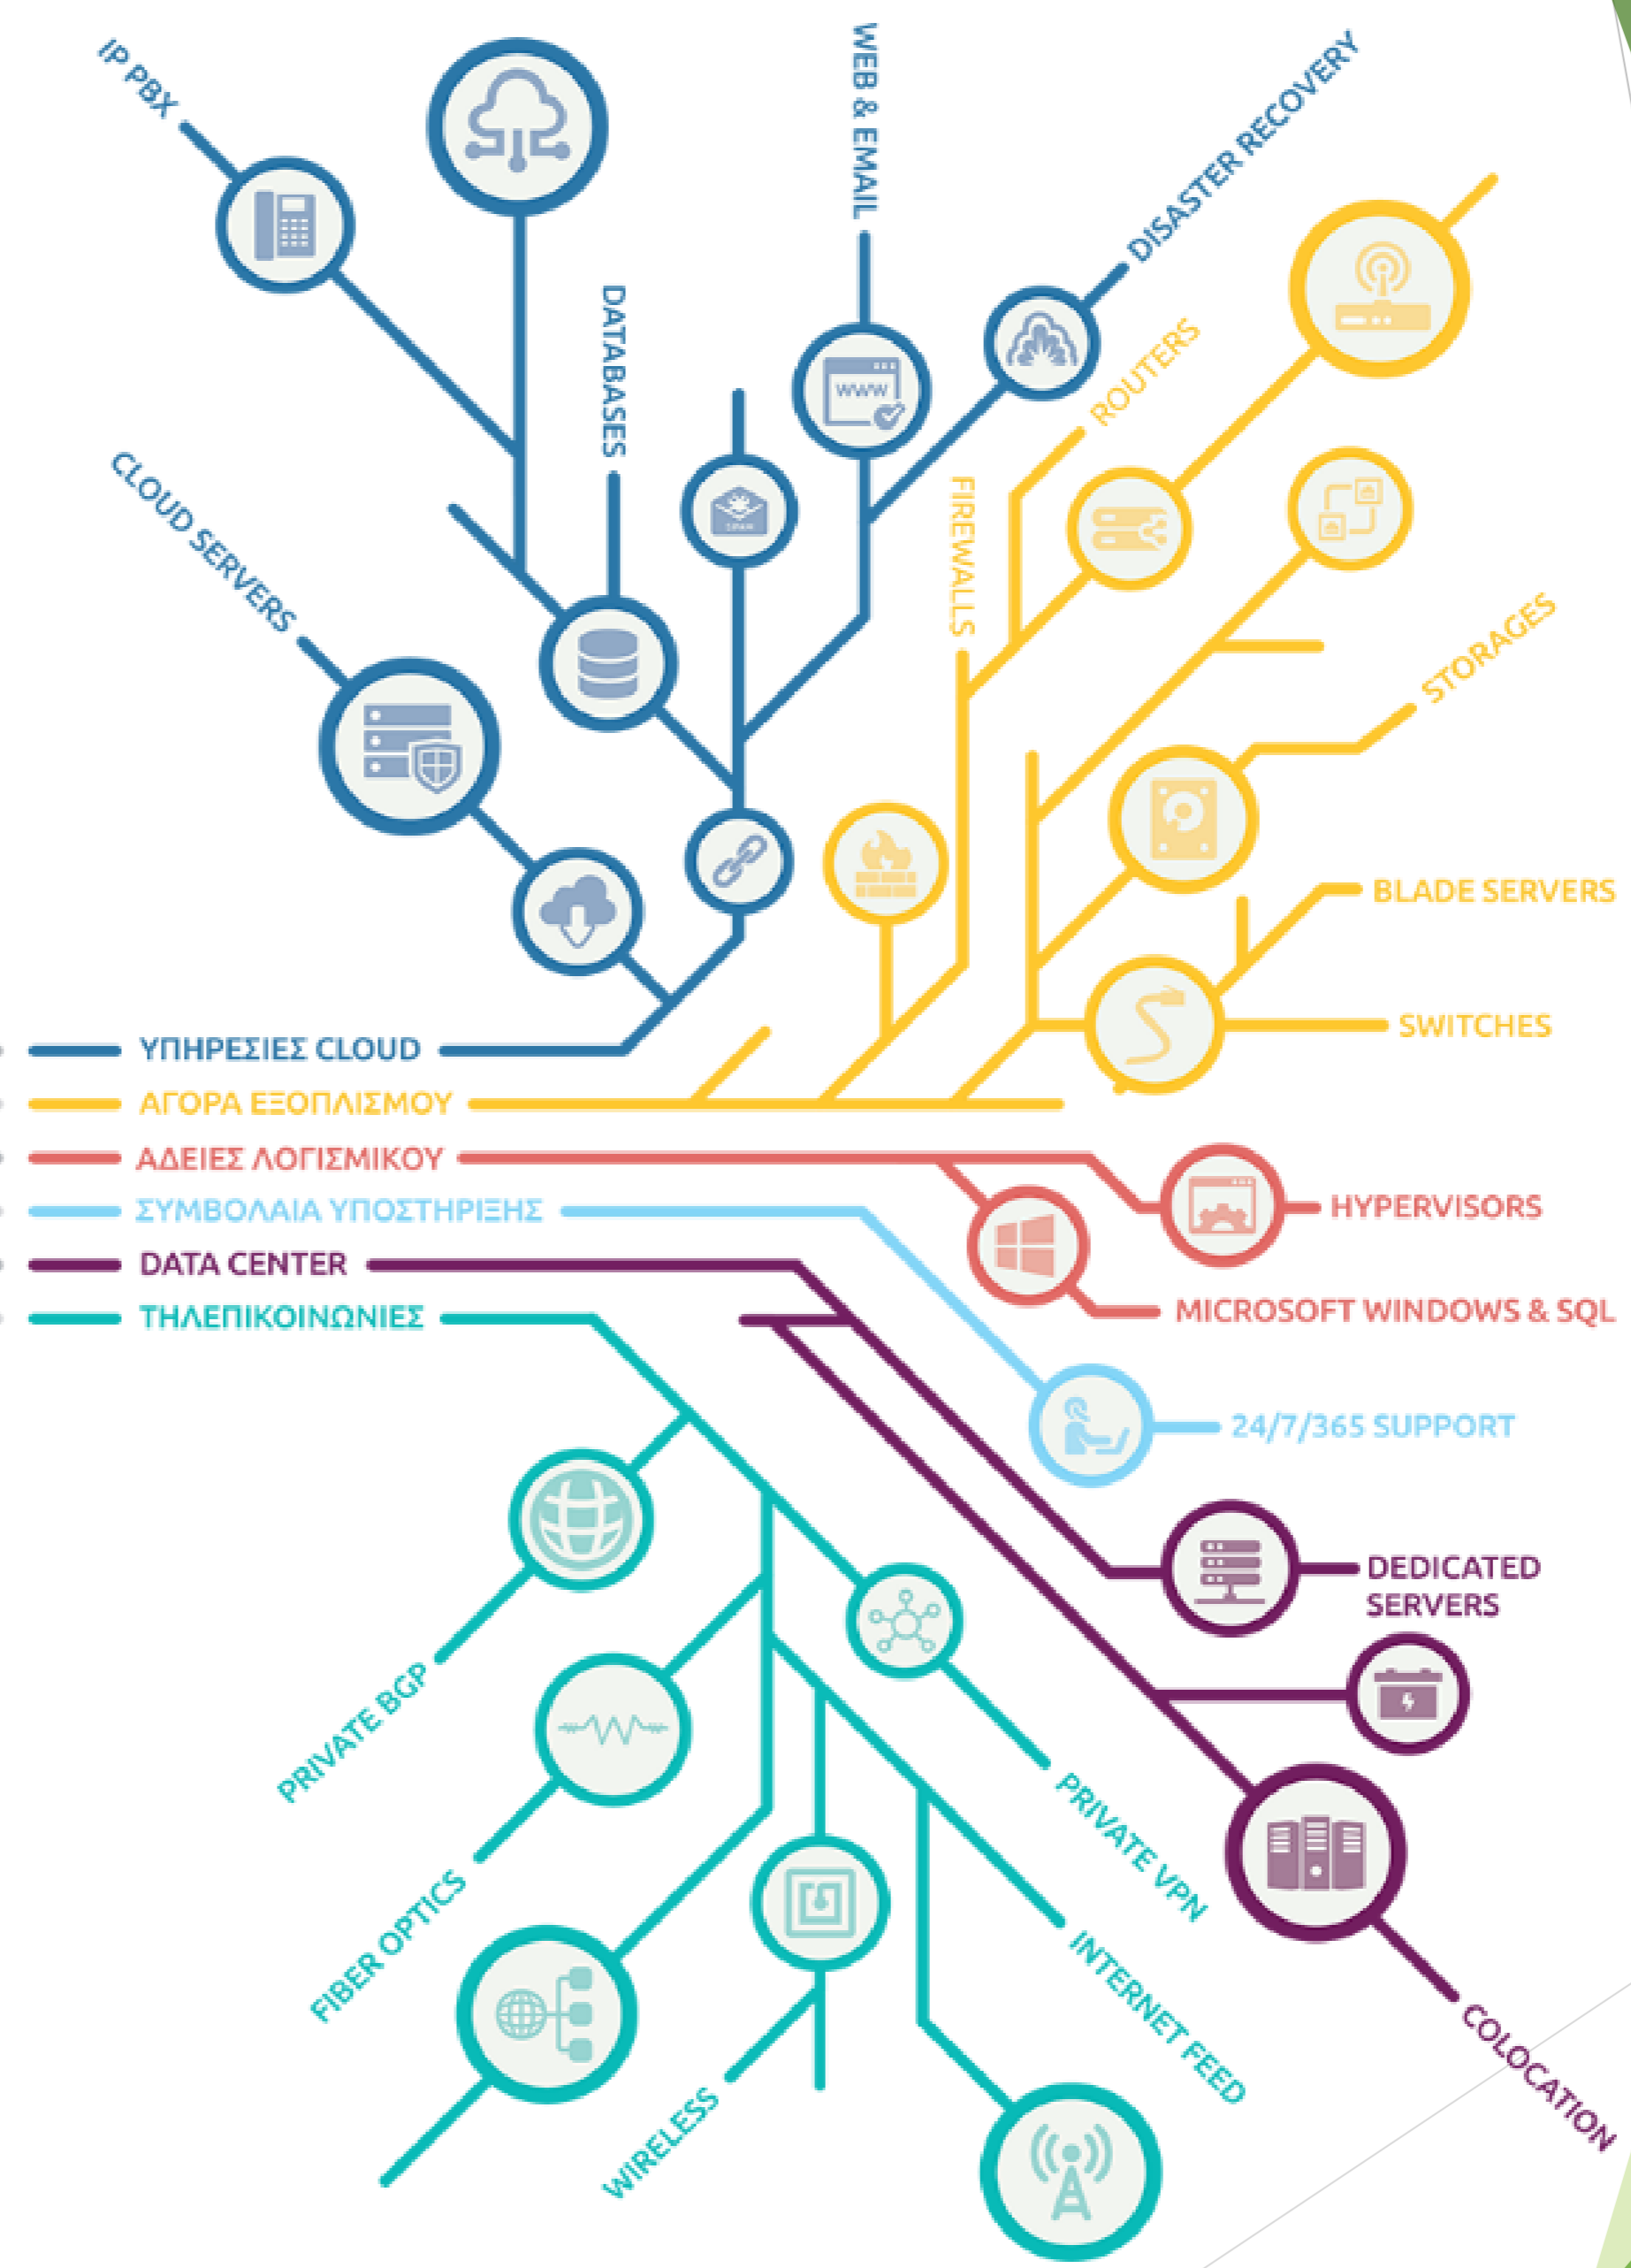 IP PBX
WEB & EMAIL
DISASTER RECOVERY
DATABASES
ROUTERS
WWW
CLOUD SERVERS
SPAM
FIREWALLS
STORAGES
BLADE SERVERS
SWITCHES
ΥΠΗΡΕΣΙΕΣ CLOUD
ΑΓΟΡΑ ΕΞΟΠΛΙΣΜΟΥ
ΑΔΕΙΕΣ ΛΟΓΙΣΜΙΚΟΥ
HYPERVISORS
ΣΥΜΒΟΛΑΙΑ ΥΠΟΣΤΗΡΙΞΗΣ
DATA CENTER
MICROSOFT WINDOWS & SQL
ΤΗΛΕΠΙΚΟΙΝΩΝΙΕΣ
24/7/365 SUPPORT
DEDICATED
SERVERS
PRIVATE BGP
PRIVATE VPN
FIBER OPTICS
INTERNET FEED
COLOCATION
WIRELESS